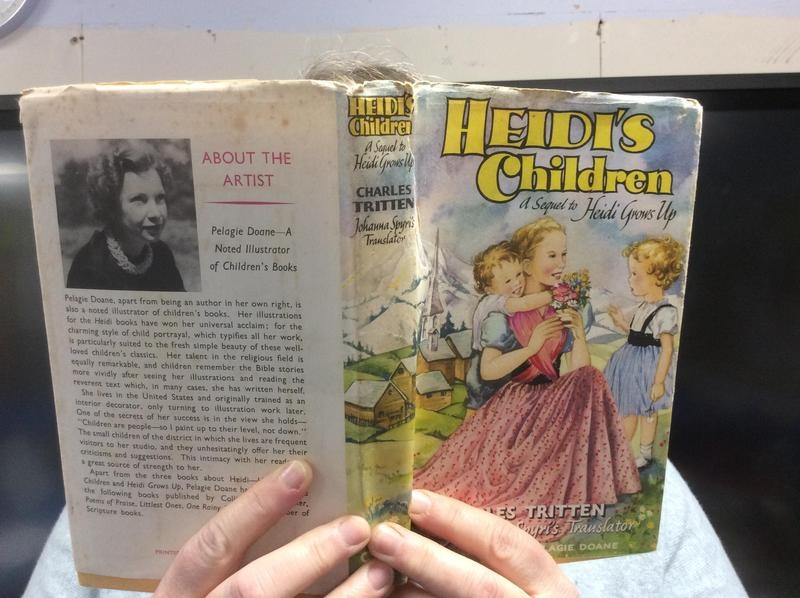 ABOUT THE
ARTIST
Pelagie Doane—A
Noted Illustrator
of Children's Books
Pelagie Doane, apart from being an author in her own right, is
also a noted illustrator of children's books. Her illustrations
for the Heidi books have won her universal acclaim; for the
charming style of child portrayal, which typifies all her work,
is particularly suited to the fresh simple beauty of these well-
loved children's classics. Her talent in the religious field is
equally remarkable, and children remember the Bible stories
more vividly after seeing her illustrations and reading the
reverent text which, in many cases, she has written herself.
She lives in the United States and originally trained as an
interior decorator, only turning to illustration work later.
One of the secrets of her success is in the view she holds—
"Children are people—so I paint up to their level, not down."
The small children of the district in which she lives are frequent
visitors to her studio, and they unhesitatingly offer her their
criticisms and suggestions. This intimacy with her
a great source of strength to her.
Apart from the three books about Heidi—
Children and Heidi Grows Up, Pelagie Doane
the following books published by
Poems of Praise, Littlest Ones, One Rainy
Scripture books.
HEIDI'S
Children
A Sequel to
Heidi Grows Up
CHARLES
TRITTEN
Johanna Spyri's
Translator
HEIDI'S
Children
A Sequel to Heidi Grows Up
TRITTEN
Spyri's Translator
DOANE